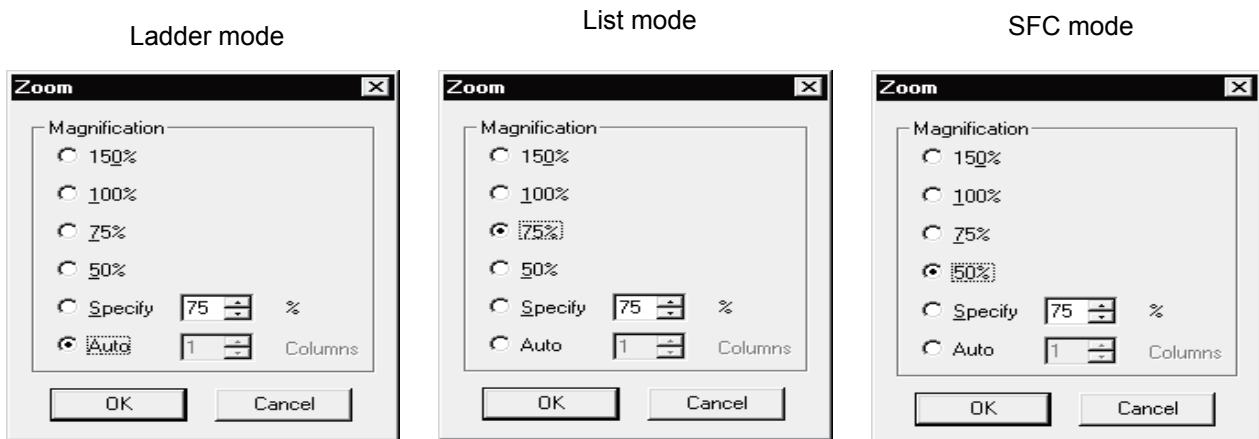 Ladder mode
Zoom
Magnification
150%
100%
75%
50%
Specify 75 %
Auto 1 Columns
OK Cancel
List mode
Zoom
Magnification
150%
100%
75%
50%
Specify 75 %
Auto 1 Columns
OK Cancel
SFC mode
Zoom
Magnification
150%
100%
75%
50%
Specify 75 %
Auto 1 Columns
OK Cancel